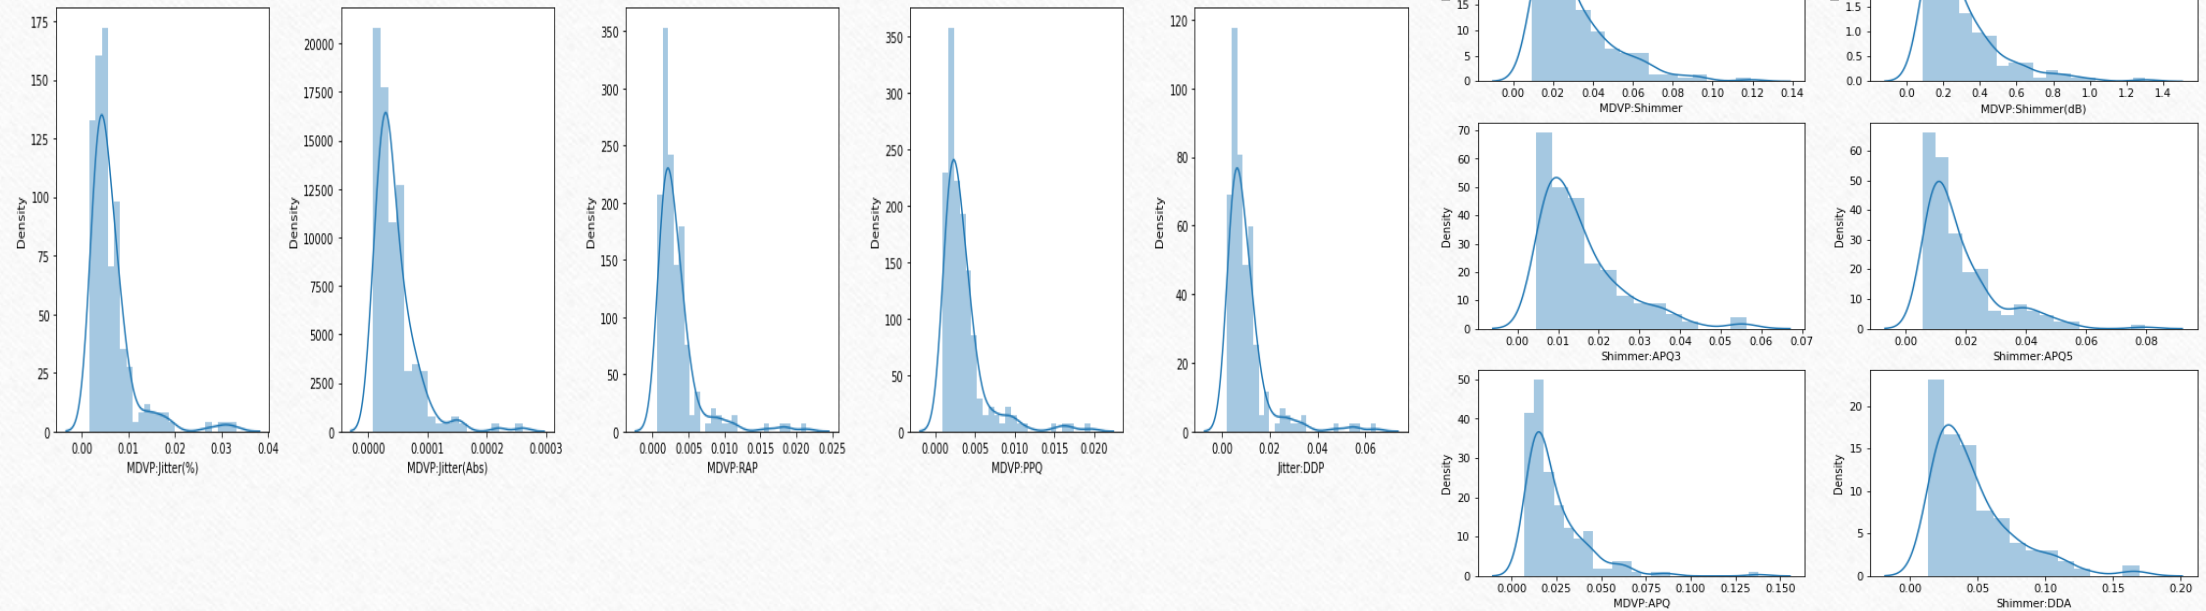 175
150
125
100
75
50
25
0
Density
0.00 0.01 0.02 0.03 0.04
MDVP:Jitter(%)
20000
17500
15000
12500
10000
7500
5000
2500
0
Density
0.0000 0.0001 0.0002 0.0003
MDVP:Jitter(Abs)
350
300
250
200
150
100
50
0
Density
0.000 0.005 0.010 0.015 0.020 0.025
MDVP:RAP
350
300
250
200
150
100
50
0
Density
0.000 0.005 0.010 0.015 0.020
MDVP:PPQ
120
100
80
60
40
20
0
Density
0.00 0.02 0.04 0.06
Jitter:DDP
15
10
5
0
0.00 0.02 0.04 0.06 0.08 0.10 0.12 0.14
MDVP:Shimmer
1.5
1.0
0.5
0.0
0.0 0.2 0.4 0.6 0.8 1.0 1.2 1.4
MDVP:Shimmer(dB)
70
60
50
40
30
20
10
0
Density
0.00 0.01 0.02 0.03 0.04 0.05 0.06 0.07
Shimmer:APQ3
60
50
40
30
20
10
0
Density
0.00 0.02 0.04 0.06 0.08
Shimmer:APQ5
50
40
30
20
10
0
Density
0.000 0.025 0.050 0.075 0.100 0.125 0.150
MDVP:APQ
20
15
10
5
0
Density
0.00 0.05 0.10 0.15 0.20
Shimmer:DDA